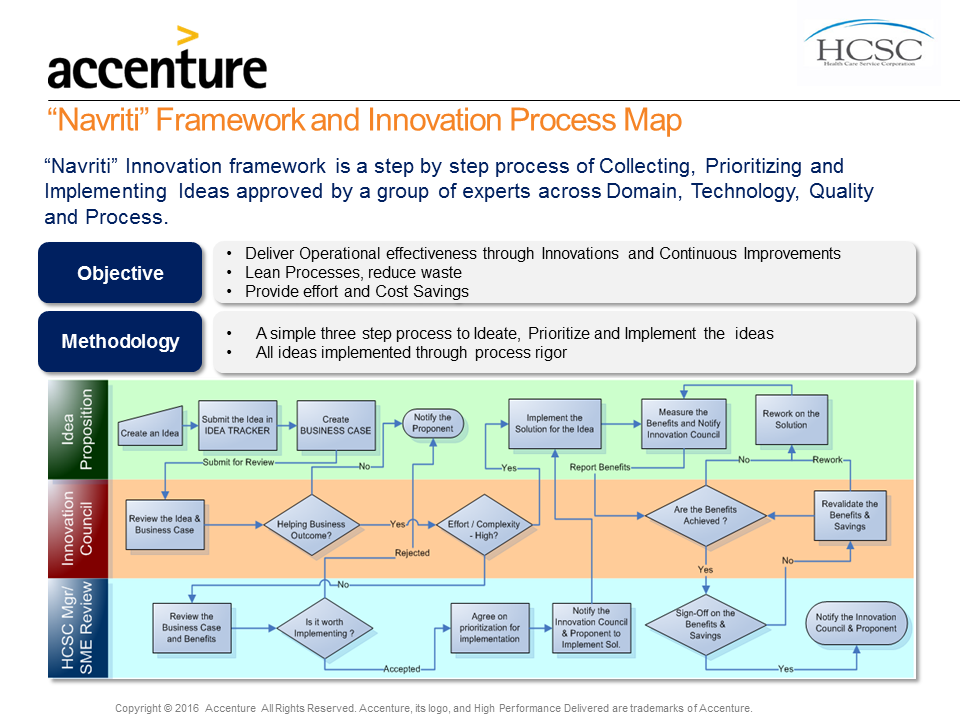 >
accenture
HCSC
Health Care Service Corporation
“Navriti” Framework and Innovation Process Map
“Navriti” Innovation framework is a step by step process of Collecting, Prioritizing and
Implementing Ideas approved by a group of experts across Domain, Technology, Quality
and Process.
Objective
• Deliver Operational effectiveness through Innovations and Continuous Improvements
• Lean Processes, reduce waste
• Provide effort and Cost Savings
Methodology
• A simple three step process to Ideate, Prioritize and Implement the ideas
• All ideas implemented through process rigor
Idea
Proposition
Create an Idea
Submit the Idea in
IDEA TRACKER
Create
BUSINESS CASE
Notify the
Proponent
Implement the
Solution for the Idea
Measure the
Benefits and Notify
Innovation Council
Rework on the
Solution
Submit for Review
No
Yes
Report Benefits
No
Rework
Innovation
Council
Review the Idea &
Business Case
Helping Business
Outcome?
Yes
Effort / Complexity
- High?
Are the Benefits
Achieved ?
Revalidate the
Benefits &
Savings
Rejected
No
Yes
No
HCSC Mgr/
SME Review
Review the
Business Case
and Benefits
Is it worth
Implementing ?
Agree on
prioritization for
implementation
Notify the
Innovation Council
& Proponent to
Implement Sol.
Sign-Off on the
Benefits &
Savings
Notify the Innovation
Council & Proponent
Accepted
Yes
Copyright © 2016 Accenture All Rights Reserved. Accenture, its logo, and High Performance Delivered are trademarks of Accenture.